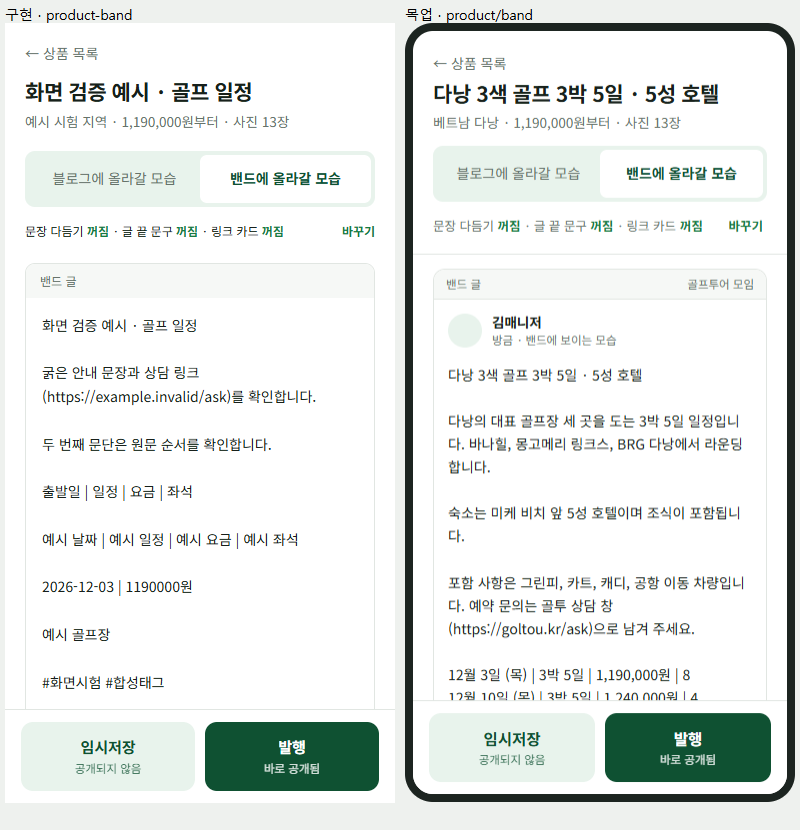 구현 · product-band
← 상품 목록
화면 검증 예시 · 골프 일정
예시 시험 지역 · 1,190,000원부터 · 사진 13장
블로그에 올라갈 모습
밴드에 올라갈 모습
문장 다듬기 꺼짐 · 글 끝 문구 꺼짐 · 링크 카드 꺼짐
바꾸기
밴드 글
화면 검증 예시 · 골프 일정
굵은 안내 문장과 상담 링크
(https://example.invalid/ask)를 확인합니다.
두 번째 문단은 원문 순서를 확인합니다.
출발일 | 일정 | 요금 | 좌석
예시 날짜 | 예시 일정 | 예시 요금 | 예시 좌석
2026-12-03 | 1190000원
예시 골프장
#화면시험 #합성태그
임시저장
공개되지 않음
발행
바로 공개됨
목업 · product/band
← 상품 목록
다낭 3색 골프 3박 5일 · 5성 호텔
베트남 다낭 · 1,190,000원부터 · 사진 13장
블로그에 올라갈 모습
밴드에 올라갈 모습
문장 다듬기 꺼짐 · 글 끝 문구 꺼짐 · 링크 카드 꺼짐
바꾸기
밴드 글
골프투어 모임
김매니저
방금 · 밴드에 보이는 모습
다낭 3색 골프 3박 5일 · 5성 호텔
다낭의 대표 골프장 세 곳을 도는 3박 5일 일정입니
다. 바나힐, 몽고메리 링크스, BRG 다낭에서 라운딩
합니다.
숙소는 미케 비치 앞 5성 호텔이며 조식이 포함됩니
다.
포함 사항은 그린피, 카트, 캐디, 공항 이동 차량입니
다. 예약 문의는 골투 상담 창
(https://goltou.kr/ask)으로 남겨 주세요.
12월 3일 (목) | 3박 5일 | 1,190,000원 | 8
12월 10일 (목) | 3박 5일 | 1,240,000원 | 4
임시저장
공개되지 않음
발행
바로 공개됨